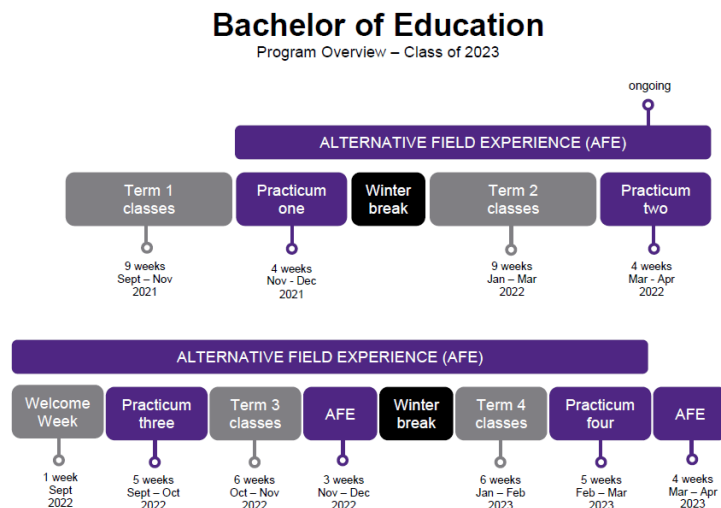 Bachelor of Education
Program Overview – Class of 2023
ongoing
ALTERNATIVE FIELD EXPERIENCE (AFE)
Term 1
classes
Practicum
one
Winter
break
Term 2
classes
Practicum
two
9 weeks
Sept – Nov
2021
4 weeks
Nov - Dec
2021
9 weeks
Jan – Mar
2022
4 weeks
Mar - Apr
2022
ALTERNATIVE FIELD EXPERIENCE (AFE)
Welcome
Week
Practicum
three
Term 3
classes
AFE
Winter
break
Term 4
classes
Practicum
four
AFE
1 week
Sept
2022
5 weeks
Sept – Oct
2022
6 weeks
Oct – Nov
2022
3 weeks
Nov – Dec
2022
6 weeks
Jan – Feb
2023
5 weeks
Feb – Mar
2023
4 weeks
Mar – Apr
2023